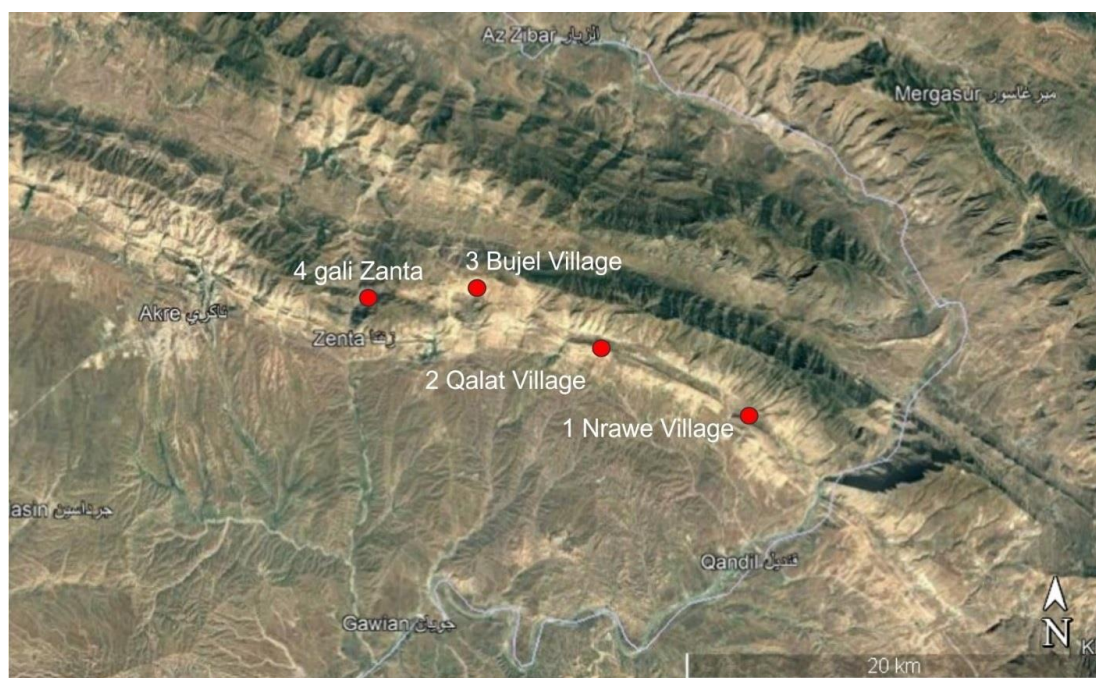 Az Zibar الزيبار
Mergasur ميرغاسور
3 Bujel Village
4 gali Zanta
Akre ئاكري
Zenta زنتا
2 Qalat Village
1 Nrawe Village
asin جرداسين
Qandil قنديل
Gawian جويان
N
K
20 km